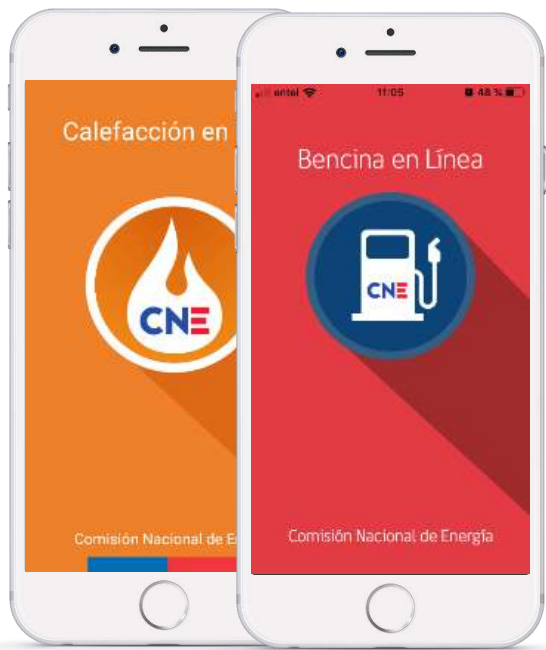 Calefacción en
CNE
Comisión Nacional de E
entel
11:05
48 %
Bencina en Línea
CNE
Comisión Nacional de Energía